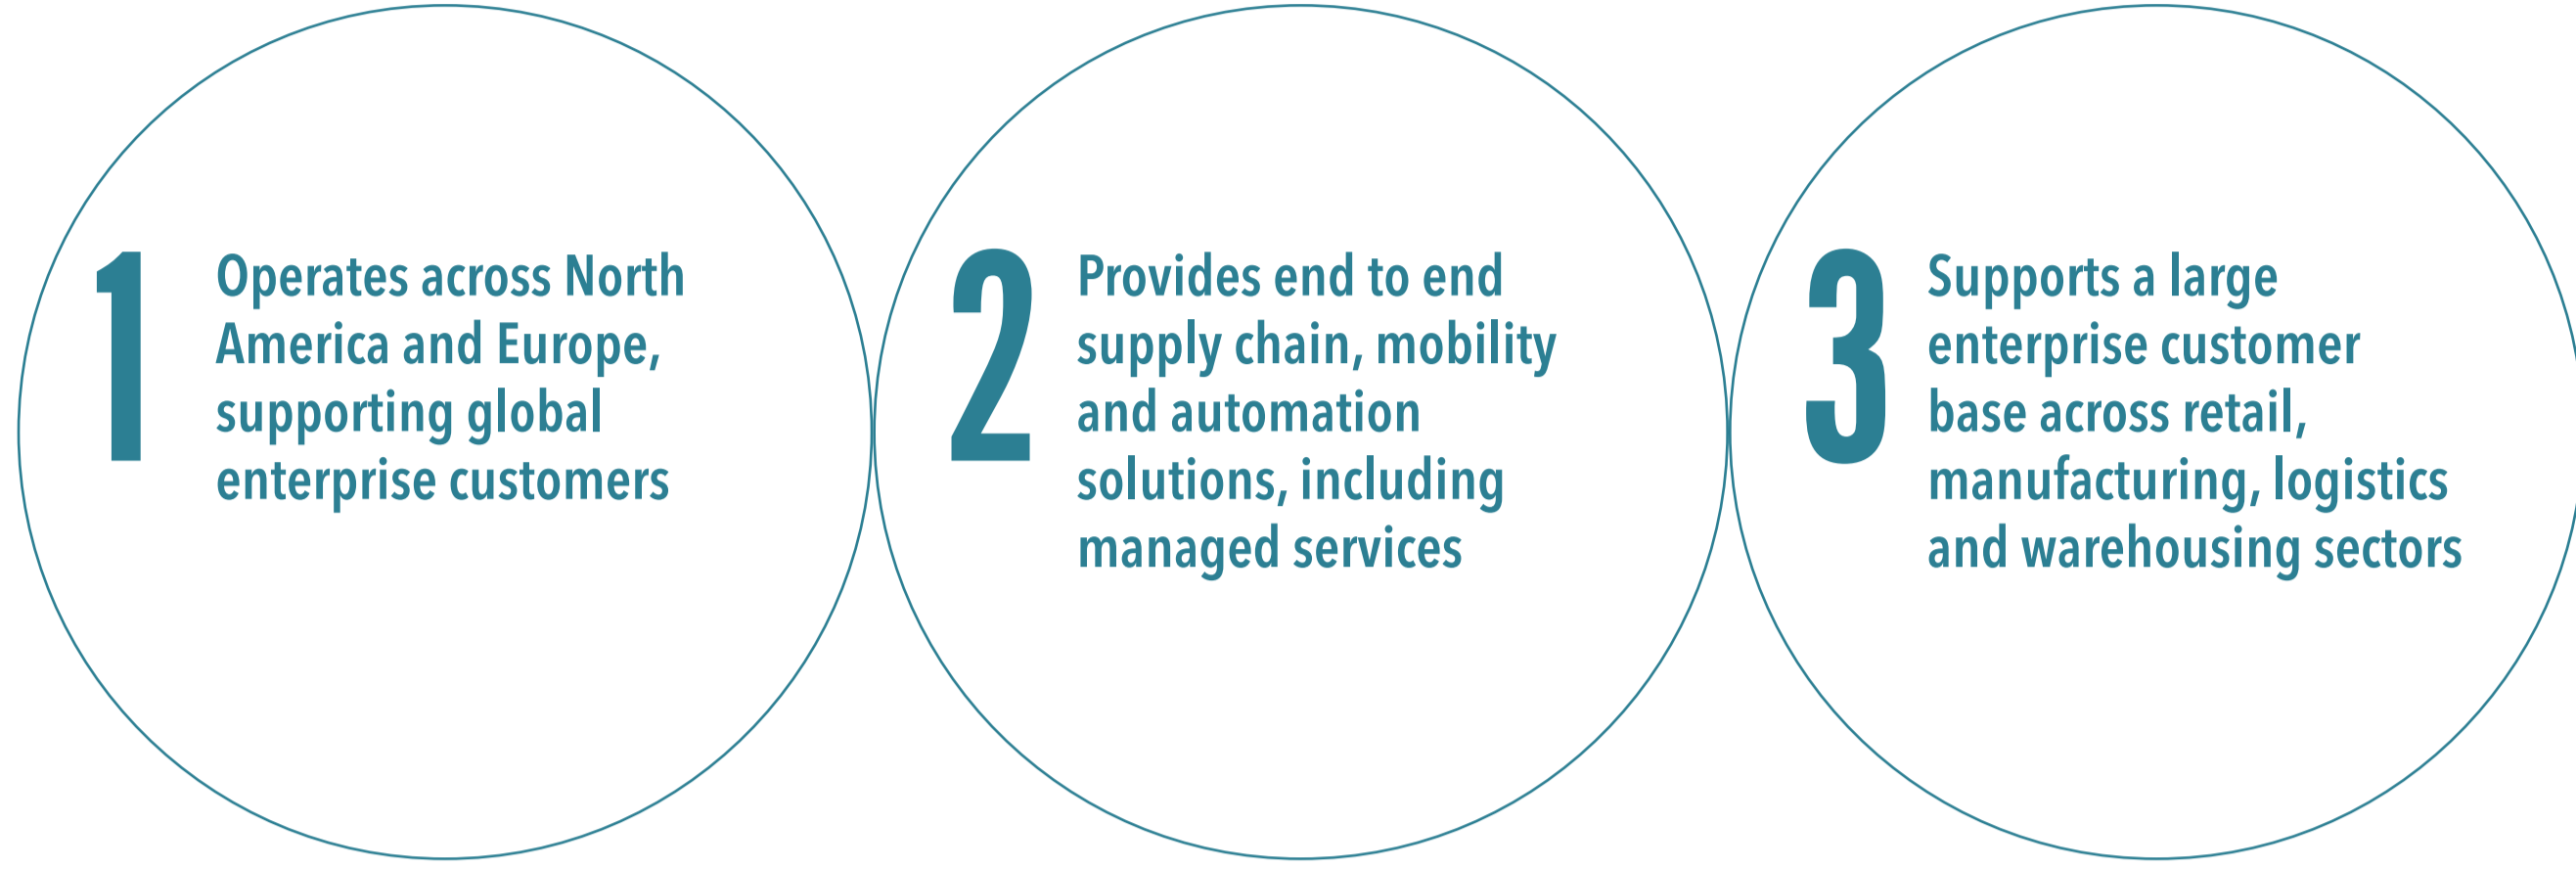 1
Operates across North
America and Europe,
supporting global
enterprise customers
2
Provides end to end
supply chain, mobility
and automation
solutions, including
managed services
3
Supports a large
enterprise customer
base across retail,
manufacturing, logistics
and warehousing sectors